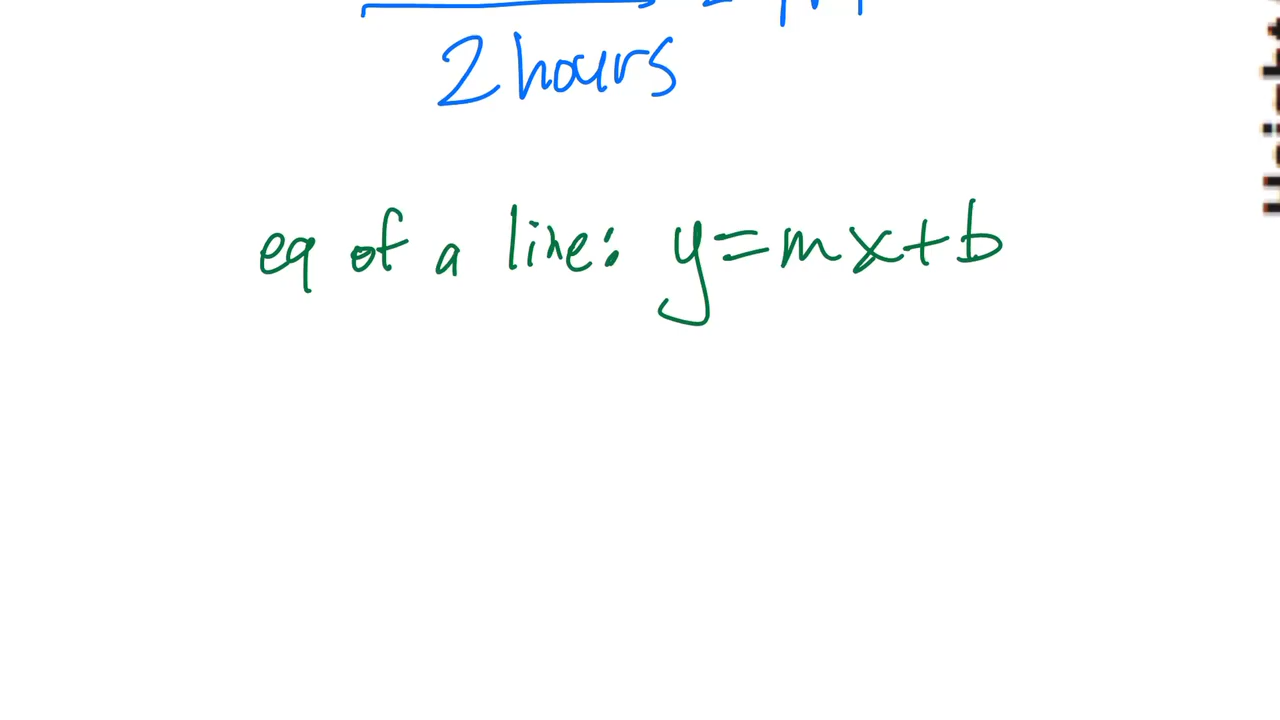 2 hours
eq of a line: y=mx+b